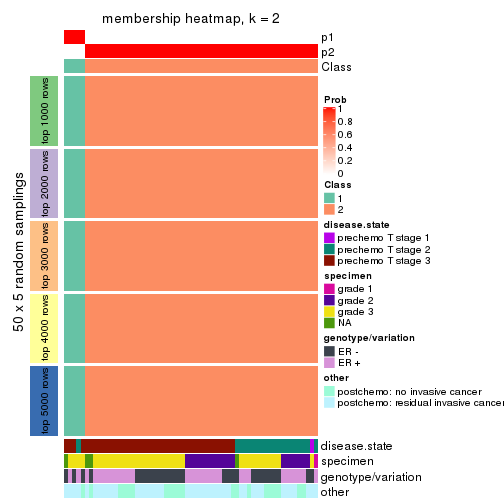 membership heatmap, k = 2
p1
p2
Class
50 x 5 random samplings
top 1000 rows
top 2000 rows
top 3000 rows
top 4000 rows
top 5000 rows
Prob
1
0.8
0.6
0.4
0.2
0
Class
1
2
disease.state
prechemo T stage 1
prechemo T stage 2
prechemo T stage 3
specimen
grade 1
grade 2
grade 3
NA
genotype/variation
ER -
ER +
other
postchemo: no invasive cancer
postchemo: residual invasive cancer
disease.state
specimen
genotype/variation
other